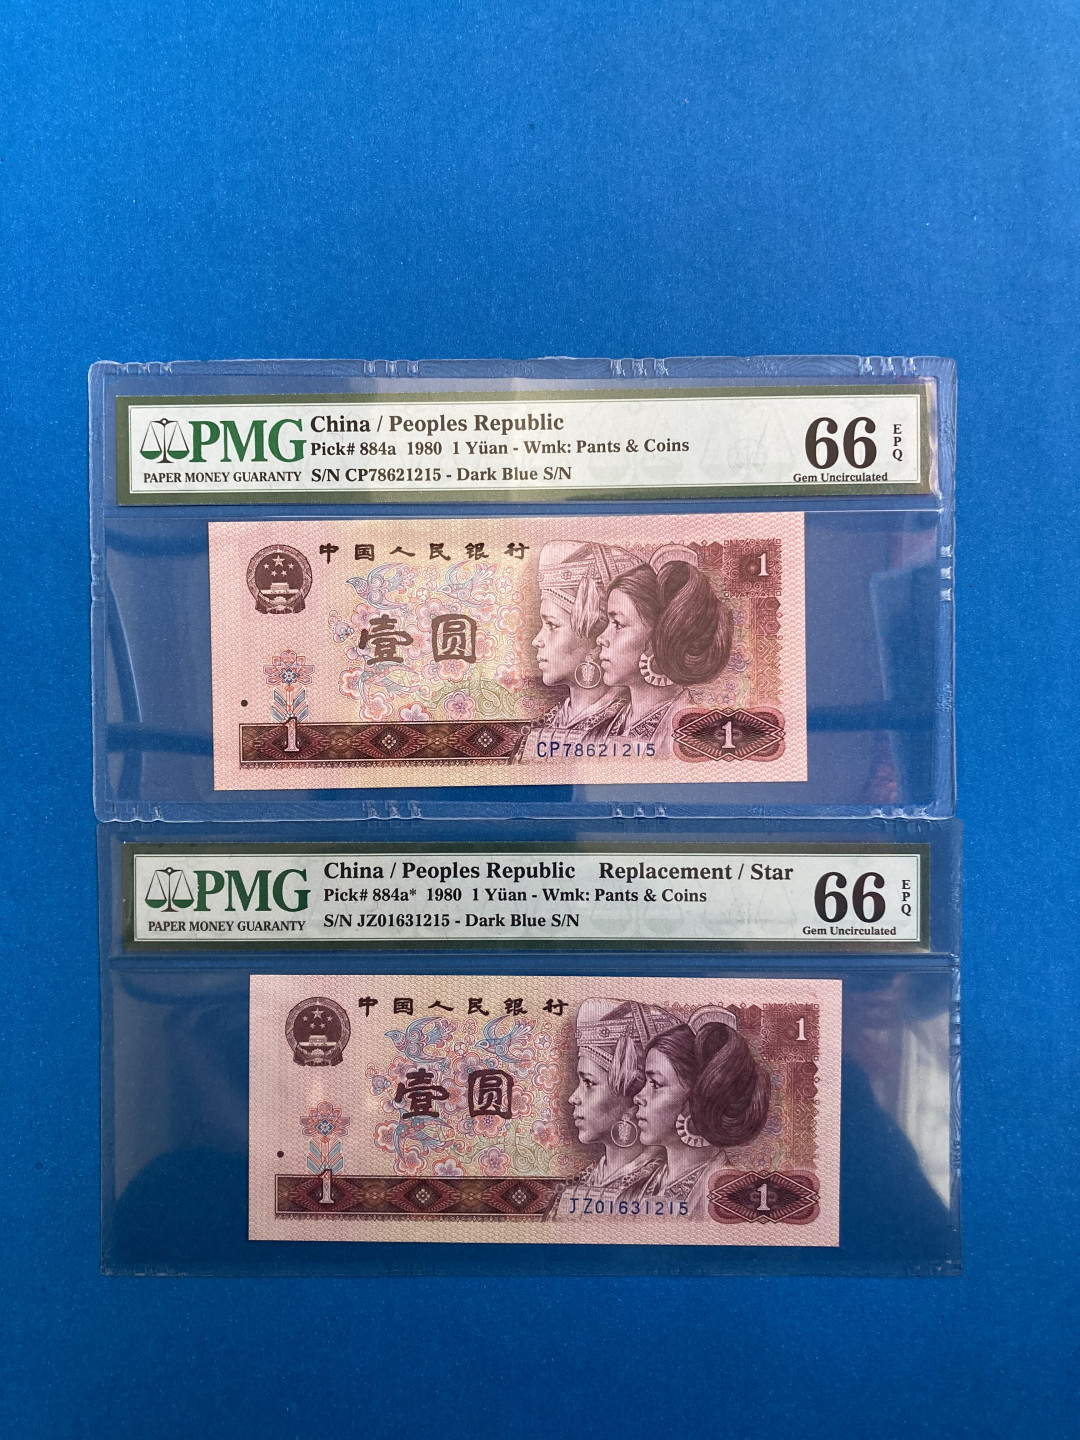 PMG
PAPER MONEY GUARANTY
China / Peoples Republic
Pick# 884a 1980 1 Yüan - Wmk: Pants & Coins
S/N CP78621215 - Dark Blue S/N
66
EPQ
Gem Uncirculated
中国人民银行
1
壹圆
1
CP78621215
1
PMG
PAPER MONEY GUARANTY
China / Peoples Republic Replacement / Star
Pick# 884a* 1980 1 Yüan - Wmk: Pants & Coins
S/N JZ01631215 - Dark Blue S/N
66
EPQ
Gem Uncirculated
中国人民银行
1
壹圆
1
JZ01631215
1